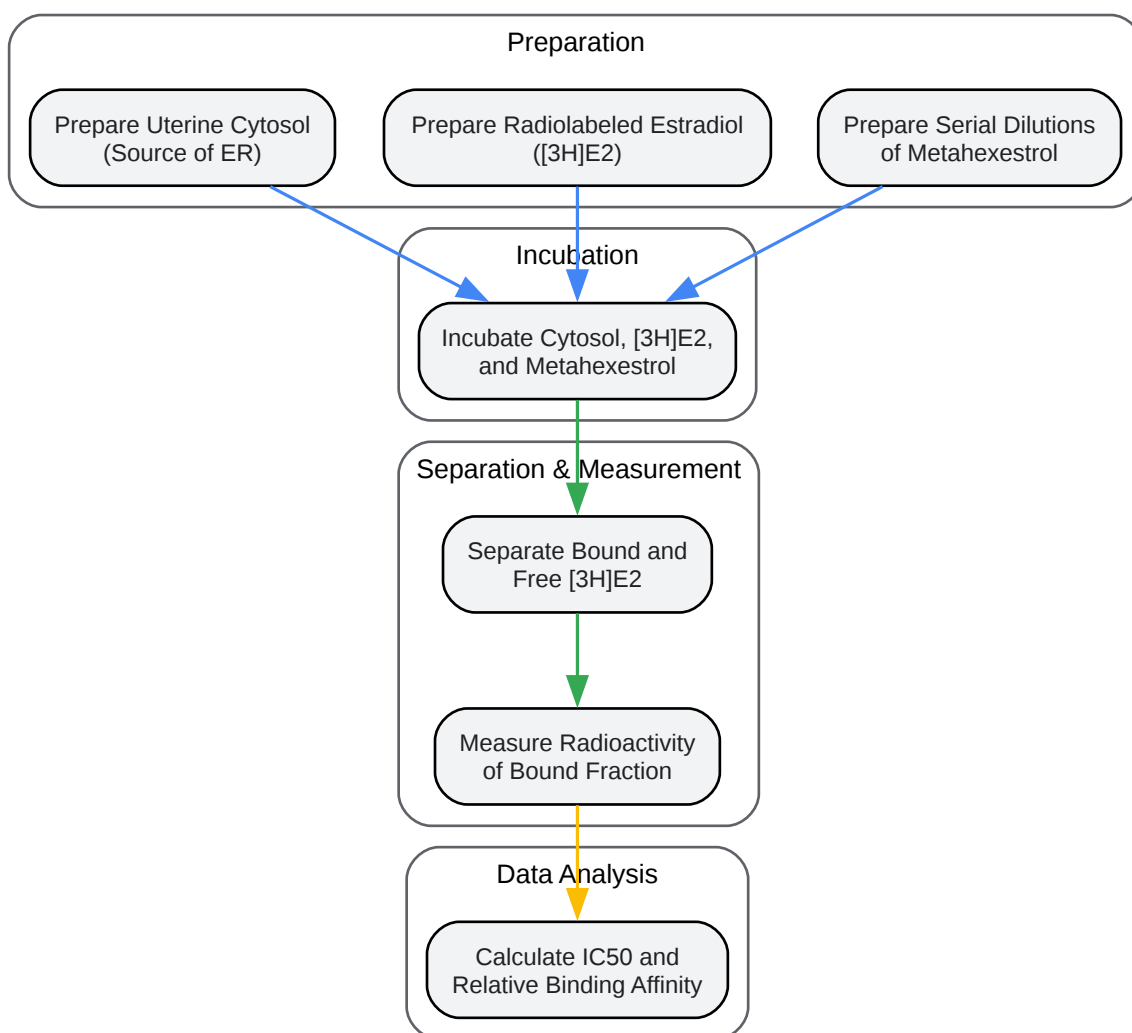 Preparation
Prepare Uterine Cytosol
(Source of ER)
Prepare Radiolabeled Estradiol
([3H]E2)
Prepare Serial Dilutions
of Metahexestrol
Incubation
Incubate Cytosol, [3H]E2,
and Metahexestrol
Separation & Measurement
Separate Bound and
Free [3H]E2
Measure Radioactivity
of Bound Fraction
Data Analysis
Calculate IC50 and
Relative Binding Affinity